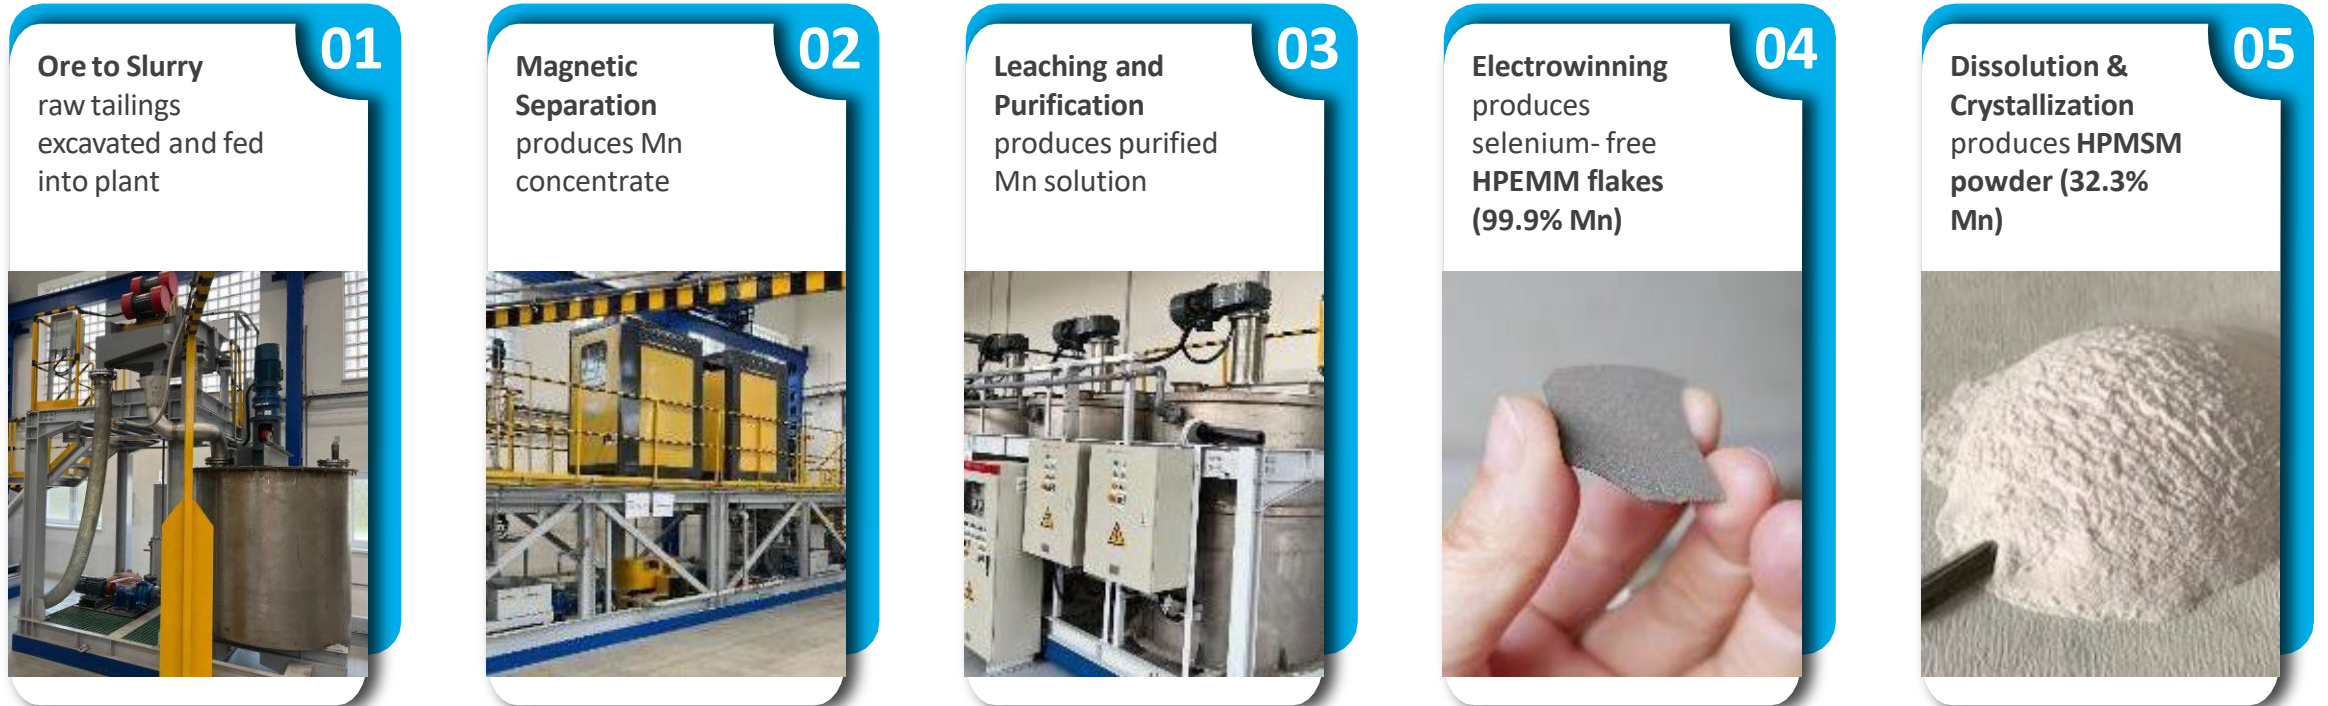 01
Ore to Slurry
raw tailings
excavated and fed
into plant
02
Magnetic
Separation
produces Mn
concentrate
03
Leaching and
Purification
produces purified
Mn solution
04
Electrowinning
produces
selenium- free
HPEMM flakes
(99.9% Mn)
05
Dissolution &
Crystallization
produces HPMSM
powder (32.3%
Mn)